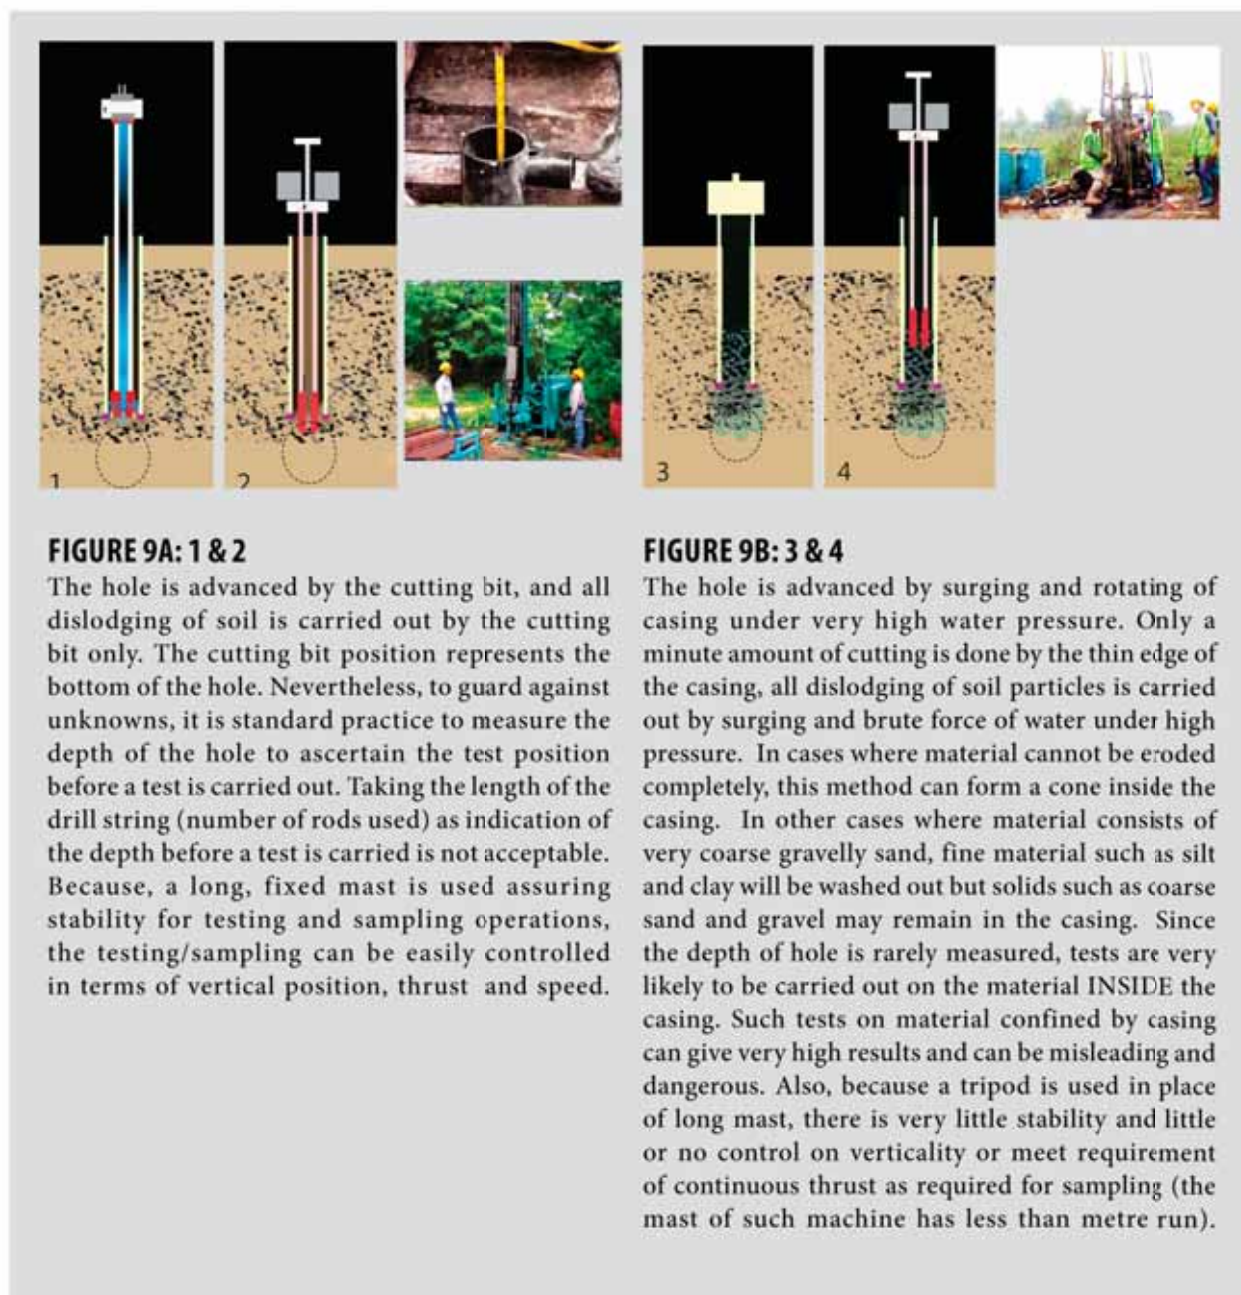 1
2
3
4
FIGURE 9A: 1 & 2
The hole is advanced by the cutting bit, and all
dislodging of soil is carried out by the cutting
bit only. The cutting bit position represents the
bottom of the hole. Nevertheless, to guard against
unknowns, it is standard practice to measure the
depth of the hole to ascertain the test position
before a test is carried out. Taking the length of the
drill string (number of rods used) as indication of
the depth before a test is carried is not acceptable.
Because, a long, fixed mast is used assuring
stability for testing and sampling operations,
the testing/sampling can be easily controlled
in terms of vertical position, thrust and speed.
FIGURE 9B: 3 & 4
The hole is advanced by surging and rotating of
casing under very high water pressure. Only a
minute amount of cutting is done by the thin edge of
the casing, all dislodging of soil particles is carried
out by surging and brute force of water under high
pressure. In cases where material cannot be eroded
completely, this method can form a cone inside the
casing. In other cases where material consists of
very coarse gravelly sand, fine material such as silt
and clay will be washed out but solids such as coarse
sand and gravel may remain in the casing. Since
the depth of hole is rarely measured, tests are very
likely to be carried out on the material INSIDE the
casing. Such tests on material confined by casing
can give very high results and can be misleading and
dangerous. Also, because a tripod is used in place
of long mast, there is very little stability and little
or no control on verticality or meet requirement
of continuous thrust as required for sampling (the
mast of such machine has less than metre run).